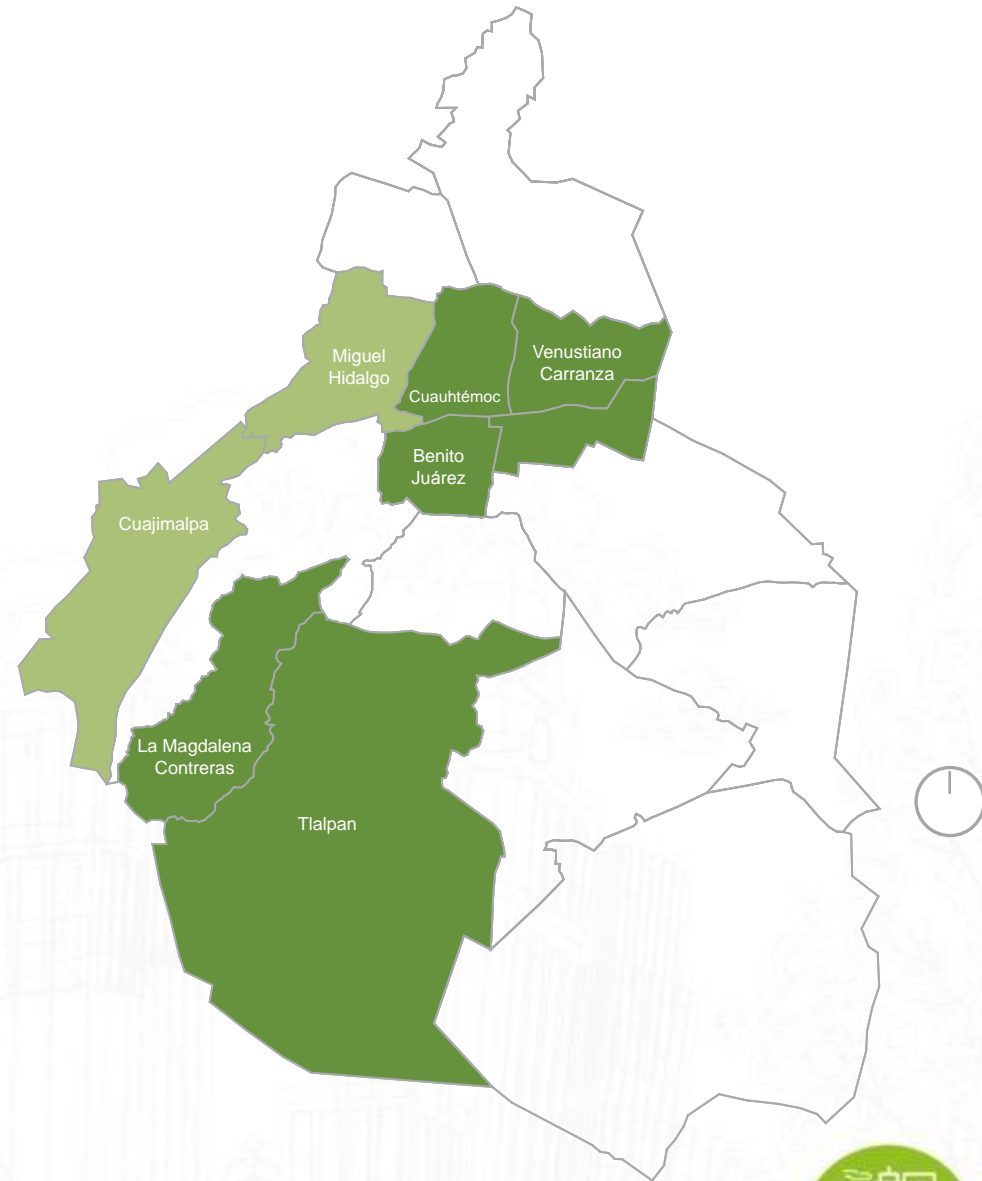 Miguel
Hidalgo
Venustiano
Carranza
Cuauhtémoc
Benito
Juárez
Cuajimalpa
La Magdalena
Contreras
Tlalpan